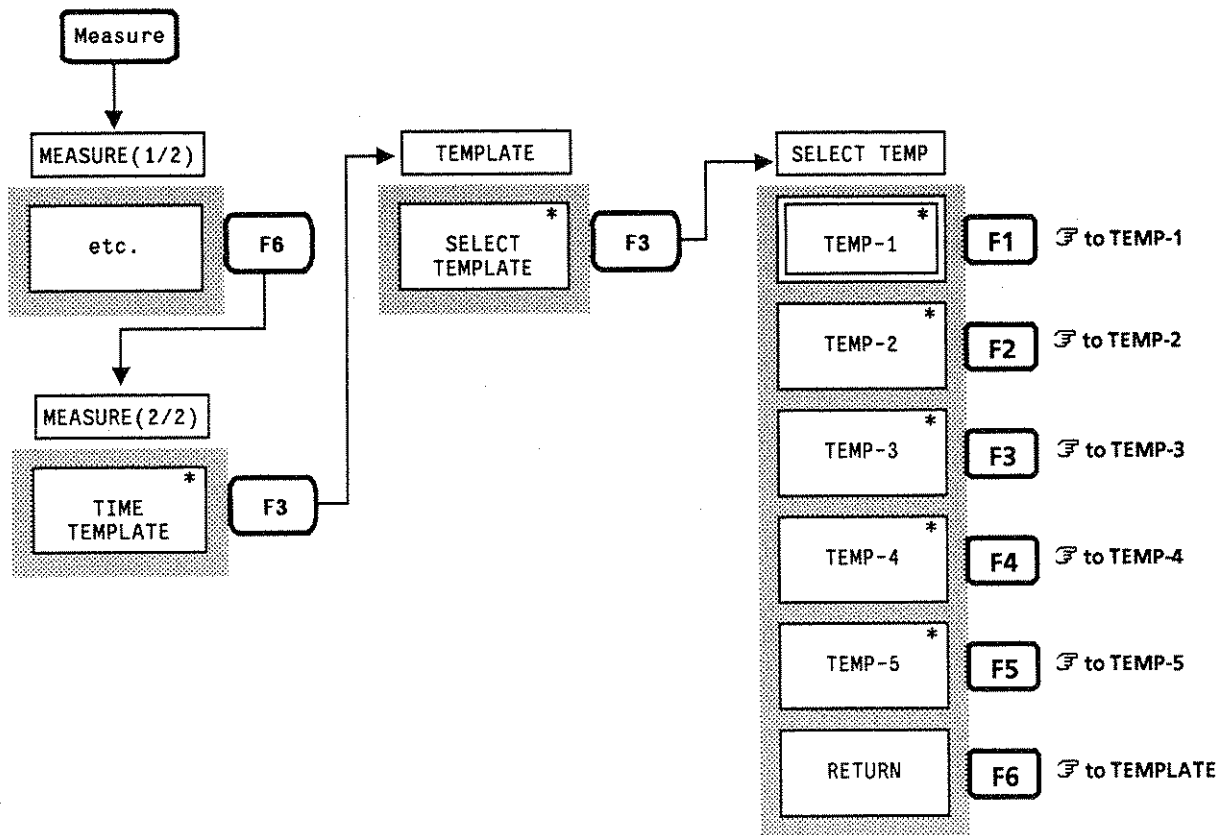 Measure
MEASURE(1/2)
etc.
F6
MEASURE(2/2)
*
TIME
TEMPLATE
F3
TEMPLATE
*
SELECT
TEMPLATE
F3
SELECT TEMP
*
TEMP-1
F1
☞ to TEMP-1
*
TEMP-2
F2
☞ to TEMP-2
*
TEMP-3
F3
☞ to TEMP-3
*
TEMP-4
F4
☞ to TEMP-4
*
TEMP-5
F5
☞ to TEMP-5
RETURN
F6
☞ to TEMPLATE